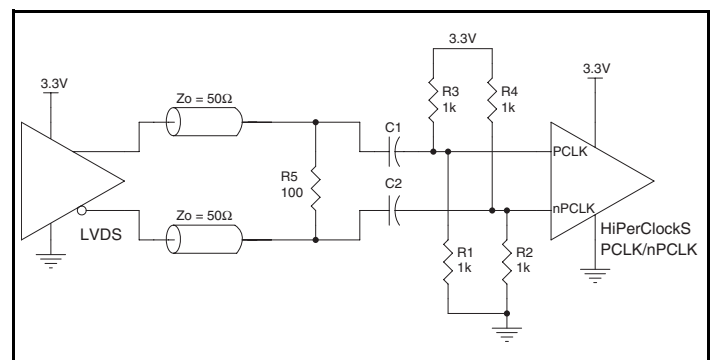 3.3V
3.3V
Zo = 50Ω
R3
1k
R4
1k
3.3V
C1
PCLK
R5
100
C2
nPCLK
Zo = 50Ω
LVDS
R1
1k
R2
1k
HiPerClockS
PCLK/nPCLK